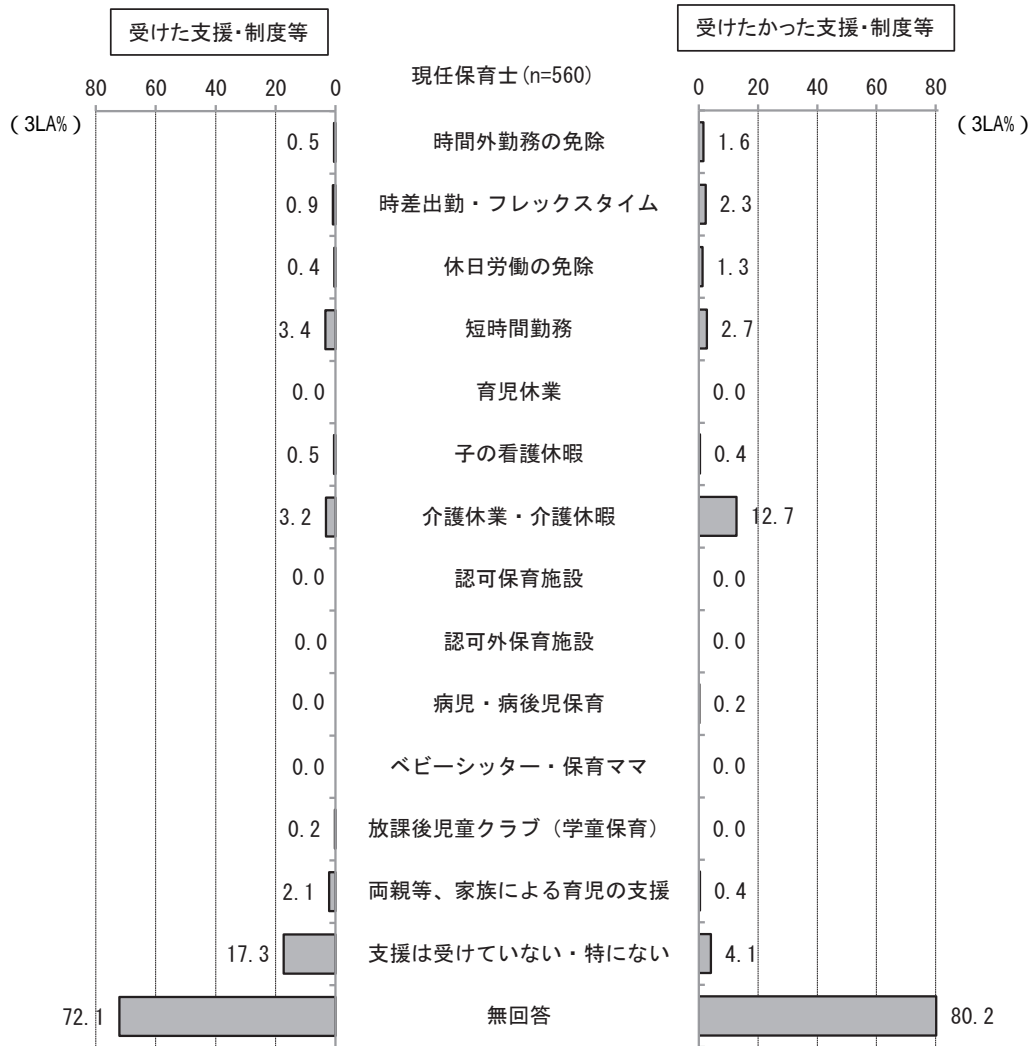 受けた支援・制度等
受けたかった支援・制度等
現任保育士(n=560)
80 60 40 20 0
0 20 40 60 80
(3LA%)
(3LA%)
0.5 時間外勤務の免除 1.6
0.9 時差出勤・フレックスタイム 2.3
0.4 休日労働の免除 1.3
3.4 短時間勤務 2.7
0.0 育児休業 0.0
0.5 子の看護休暇 0.4
3.2 介護休業・介護休暇 12.7
0.0 認可保育施設 0.0
0.0 認可外保育施設 0.0
0.0 病児・病後児保育 0.2
0.0 ベビーシッター・保育ママ 0.0
0.2 放課後児童クラブ（学童保育） 0.0
2.1 両親等、家族による育児の支援 0.4
17.3 支援は受けていない・特にない 4.1
72.1 無回答 80.2